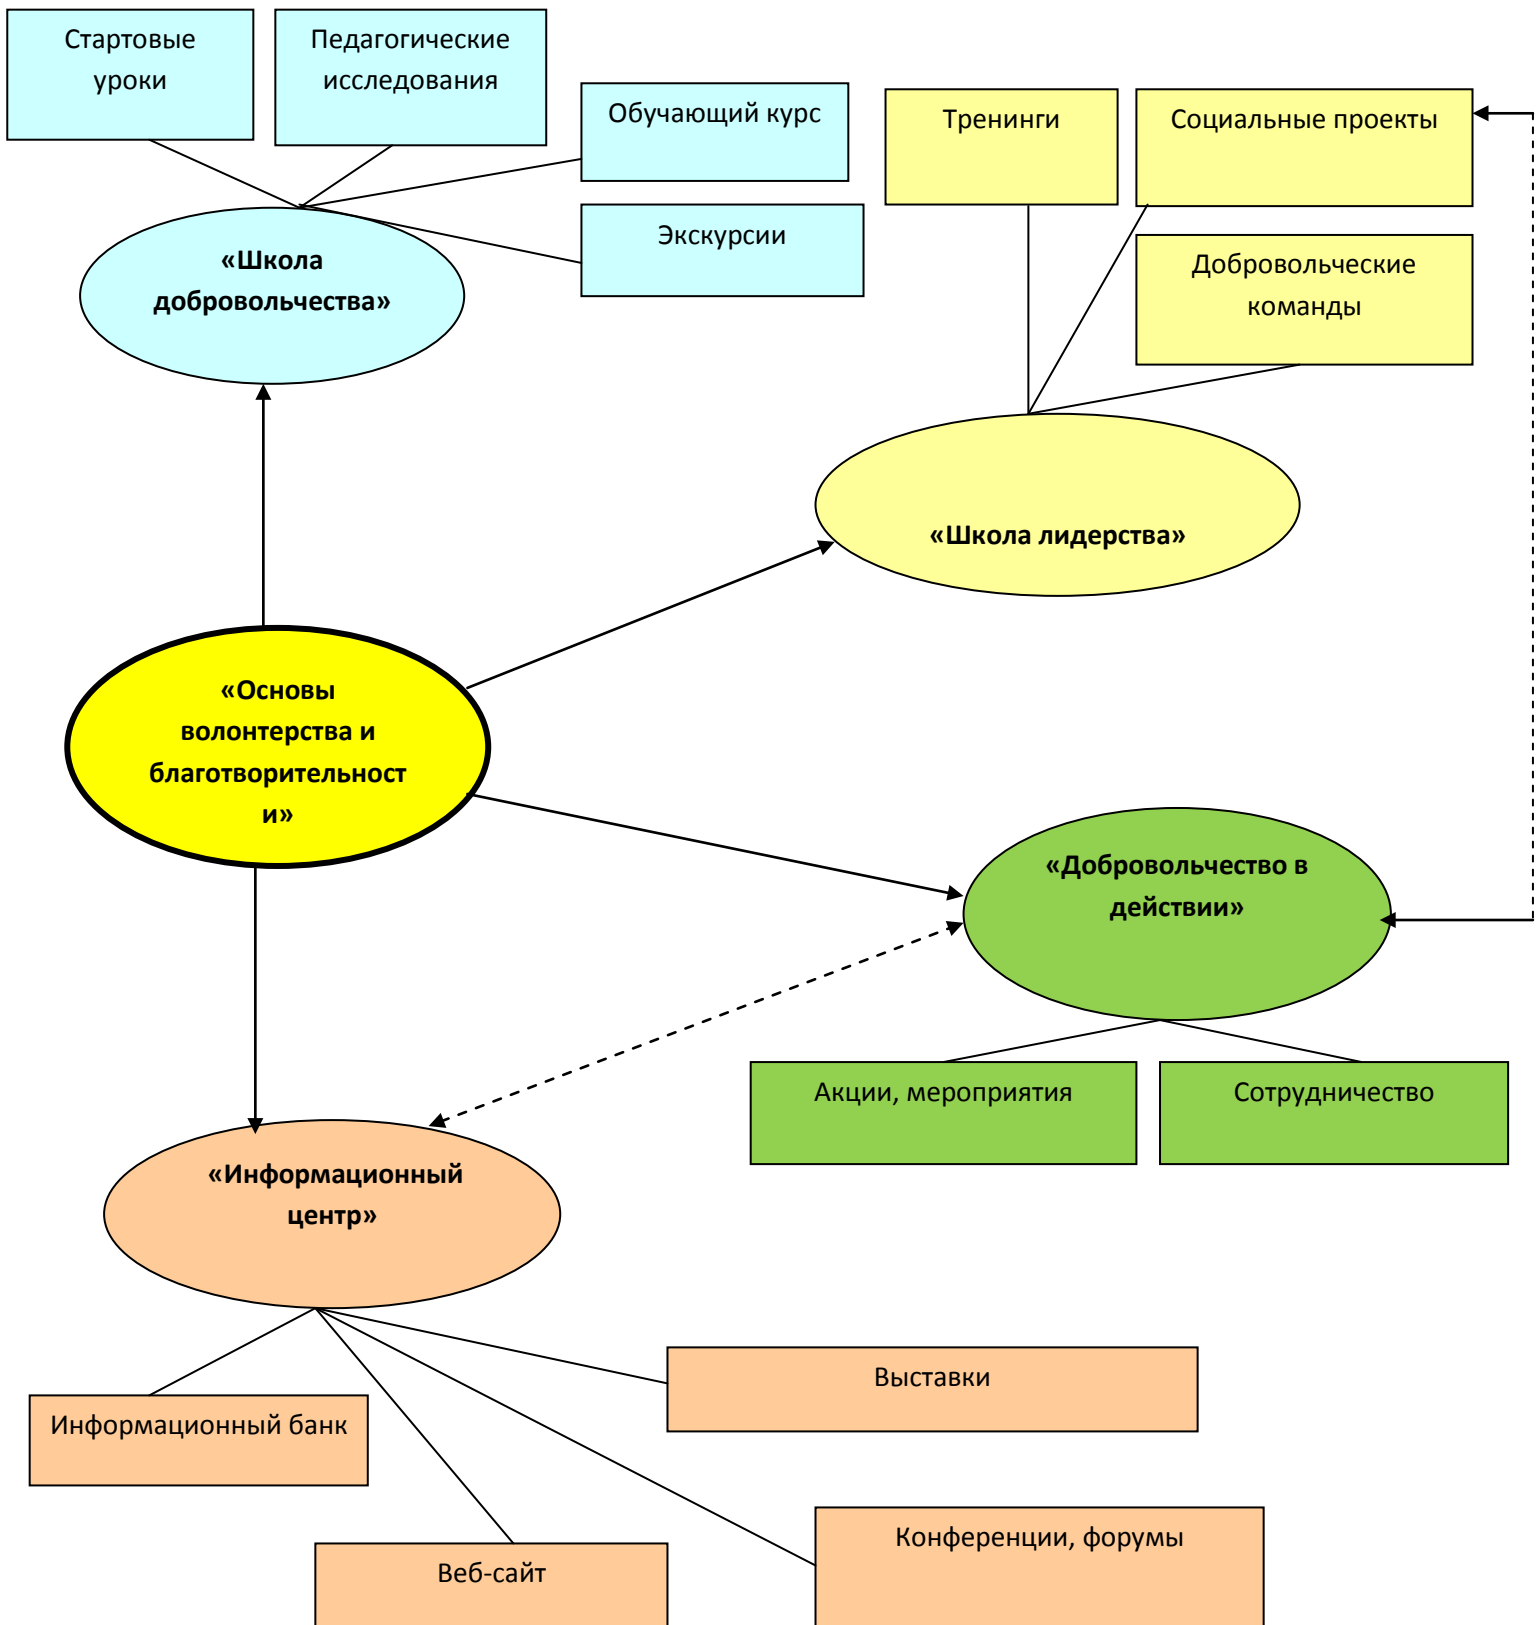 Стартовые
уроки
Педагогические
исследования
Обучающий курс
Экскурсии
Тренинги
Социальные проекты
Добровольческие
команды
«Школа
добровольчества»
«Школа лидерства»
«Основы
волонтерства и
благотворительност
и»
«Добровольчество в
действии»
Акции, мероприятия
Сотрудничество
«Информационный
центр»
Выставки
Информационный банк
Конференции, форумы
Веб-сайт